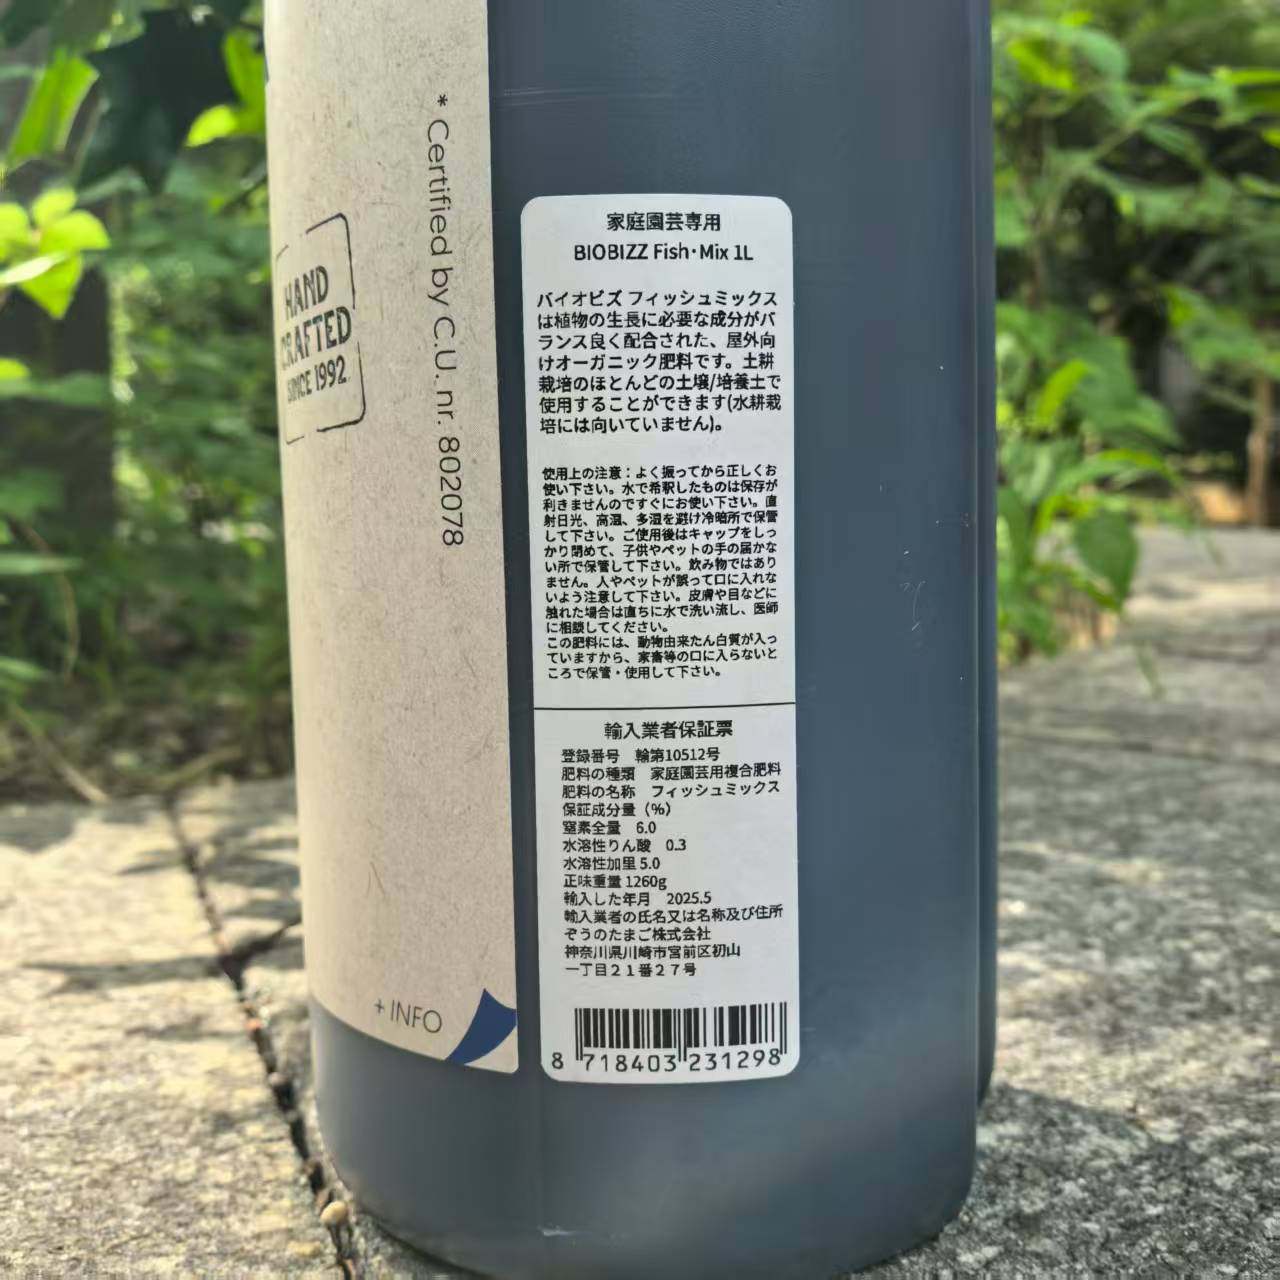 * Certified by C.U. nr. 802078
HAND
CRAFTED
SINCE 1992
+ INFO
家庭園芸専用
BIOBIZZ Fish･Mix 1L
バイオビズ フィッシュミックス
は植物の生長に必要な成分がバ
ランス良く配合された、屋外向
けオーガニック肥料です。土耕
栽培のほとんどの土壌/培養土で
使用することができます(水耕栽
培には向いていません)。
使用上の注意：よく振ってから正しくお
使い下さい。水で希釈したものは保存が
利きませんのですぐにお使い下さい。直
射日光、高温、多湿を避け冷暗所で保管
して下さい。ご使用後はキャップをしっ
かり閉めて、子供やペットの手の届かな
い所で保管して下さい。飲み物ではあり
ません。人やペットが誤って口に入れな
いよう注意して下さい。皮膚や目などに
触れた場合は直ちに水で洗い流し、医師
に相談してください。
この肥料には、動物由来たん白質が入っ
ていますから、家畜等の口に入らないと
ころで保管・使用して下さい。
輸入業者保証票
登録番号　輸第10512号
肥料の種類　家庭園芸用複合肥料
肥料の名称　フィッシュミックス
保証成分量（%）
窒素全量　6.0
水溶性りん酸　0.3
水溶性加里 5.0
正味重量 1260g
輸入した年月　2025.5
輸入業者の氏名又は名称及び住所
ぞうのたまご株式会社
神奈川県川崎市宮前区初山
一丁目２１番２７号
8 718403 231298